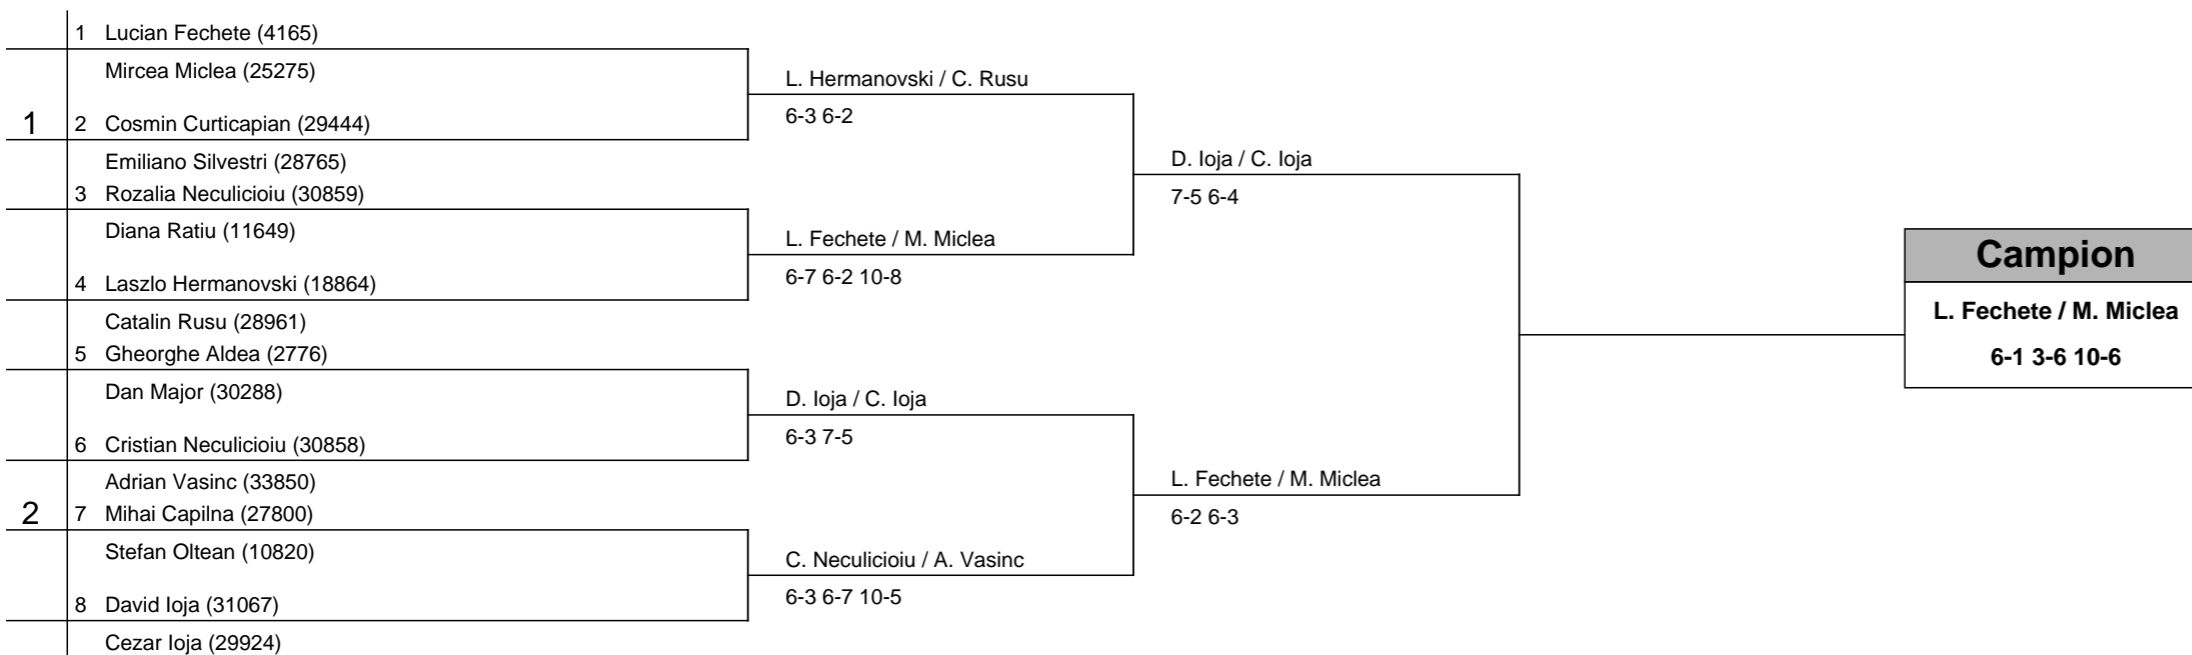 1 Lucian Fechete (4165)
Mircea Miclea (25275)
1 2 Cosmin Curticapian (29444)
Emiliano Silvestri (28765)
3 Rozalia Neculicioiu (30859)
Diana Ratiu (11649)
4 Laszlo Hermanovski (18864)
Catalin Rusu (28961)
5 Gheorghe Aldea (2776)
Dan Major (30288)
6 Cristian Neculicioiu (30858)
Adrian Vasinc (33850)
2 7 Mihai Capilna (27800)
Stefan Oltean (10820)
8 David Ioja (31067)
Cezar Ioja (29924)
L. Hermanovski / C. Rusu
6-3 6-2
L. Fechete / M. Miclea
6-7 6-2 10-8
D. Ioja / C. Ioja
6-3 7-5
C. Neculicioiu / A. Vasinc
6-3 6-7 10-5
D. Ioja / C. Ioja
7-5 6-4
L. Fechete / M. Miclea
6-2 6-3
Campion
L. Fechete / M. Miclea
6-1 3-6 10-6